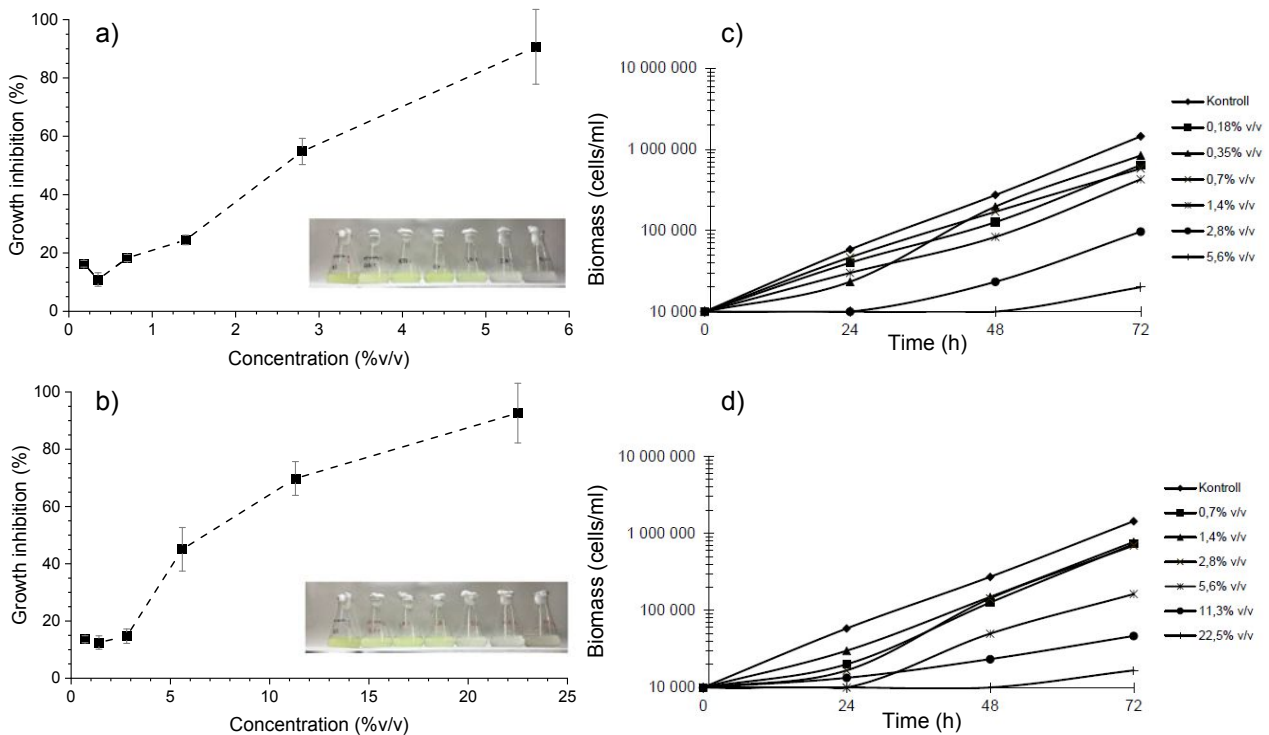 a)
Growth inhibition (%)
100
80
60
40
20
0
0 1 2 3 4 5 6
Concentration (%v/v)
c)
Biomass (cells/ml)
10 000 000
1 000 000
100 000
10 000
0 24 48 72
Time (h)
Kontroll
0,18% v/v
0,35% v/v
0,7% v/v
1,4% v/v
2,8% v/v
5,6% v/v
b)
Growth inhibition (%)
100
80
60
40
20
0
0 5 10 15 20 25
Concentration (%v/v)
d)
Biomass (cells/ml)
10 000 000
1 000 000
100 000
10 000
0 24 48 72
Time (h)
Kontroll
0,7% v/v
1,4% v/v
2,8% v/v
5,6% v/v
11,3% v/v
22,5% v/v